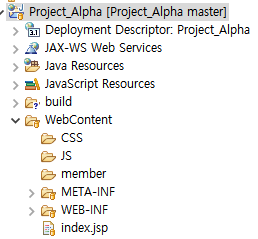 Project_Alpha [Project_Alpha master]
Deployment Descriptor: Project_Alpha
JAX-WS Web Services
Java Resources
JavaScript Resources
build
WebContent
CSS
JS
member
META-INF
WEB-INF
index.jsp